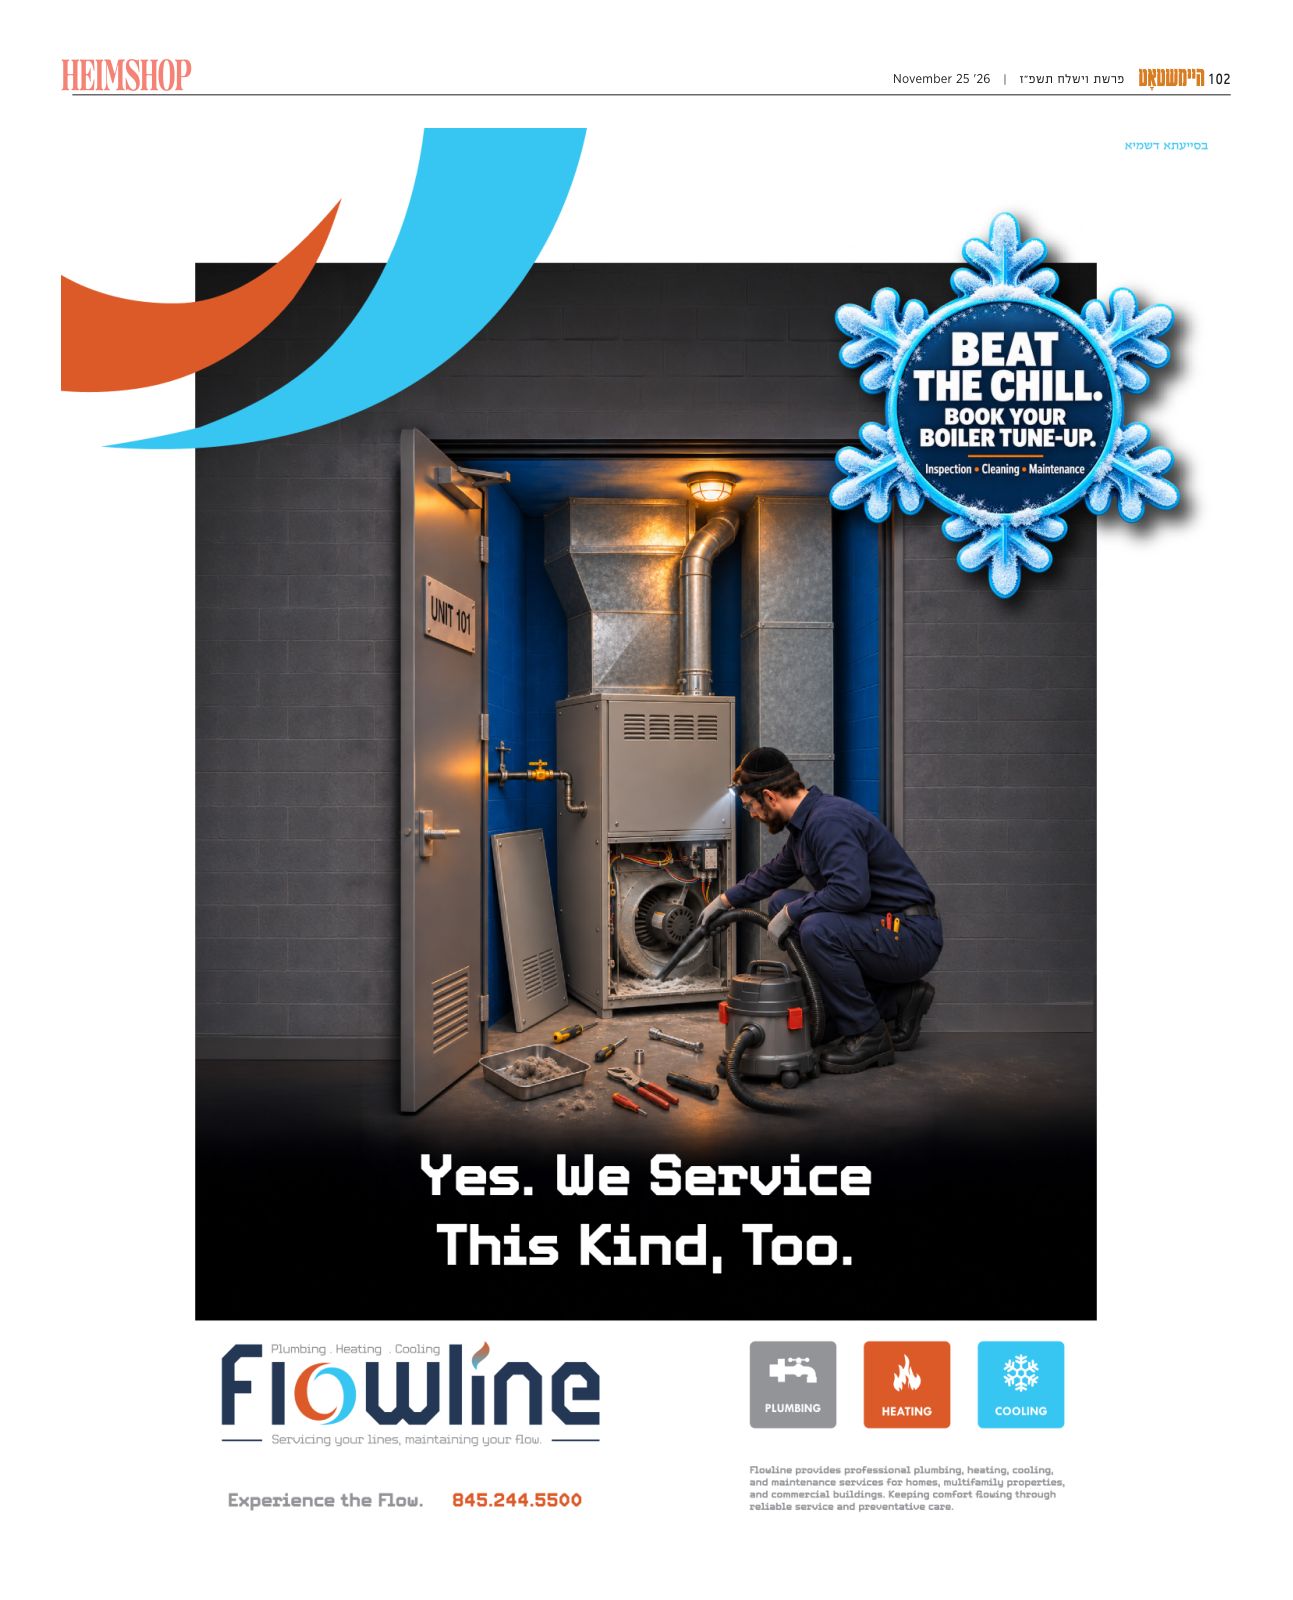 HEIMSHOP
November 25 '26 | פרשת וישלח תשפ״ז היימשטאָט 102
בסייעתא דשמיא
BEAT
THE CHILL.
BOOK YOUR
BOILER TUNE-UP.
Inspection • Cleaning • Maintenance
UNIT 101
Yes. We Service
This Kind, Too.
Plumbing . Heating . Cooling
Flowline
Servicing your lines, maintaining your flow.
Experience the Flow. 845.244.5500
PLUMBING
HEATING
COOLING
Flowline provides professional plumbing, heating, cooling,
and maintenance services for homes, multifamily properties,
and commercial buildings. Keeping comfort flowing through
reliable service and preventative care.